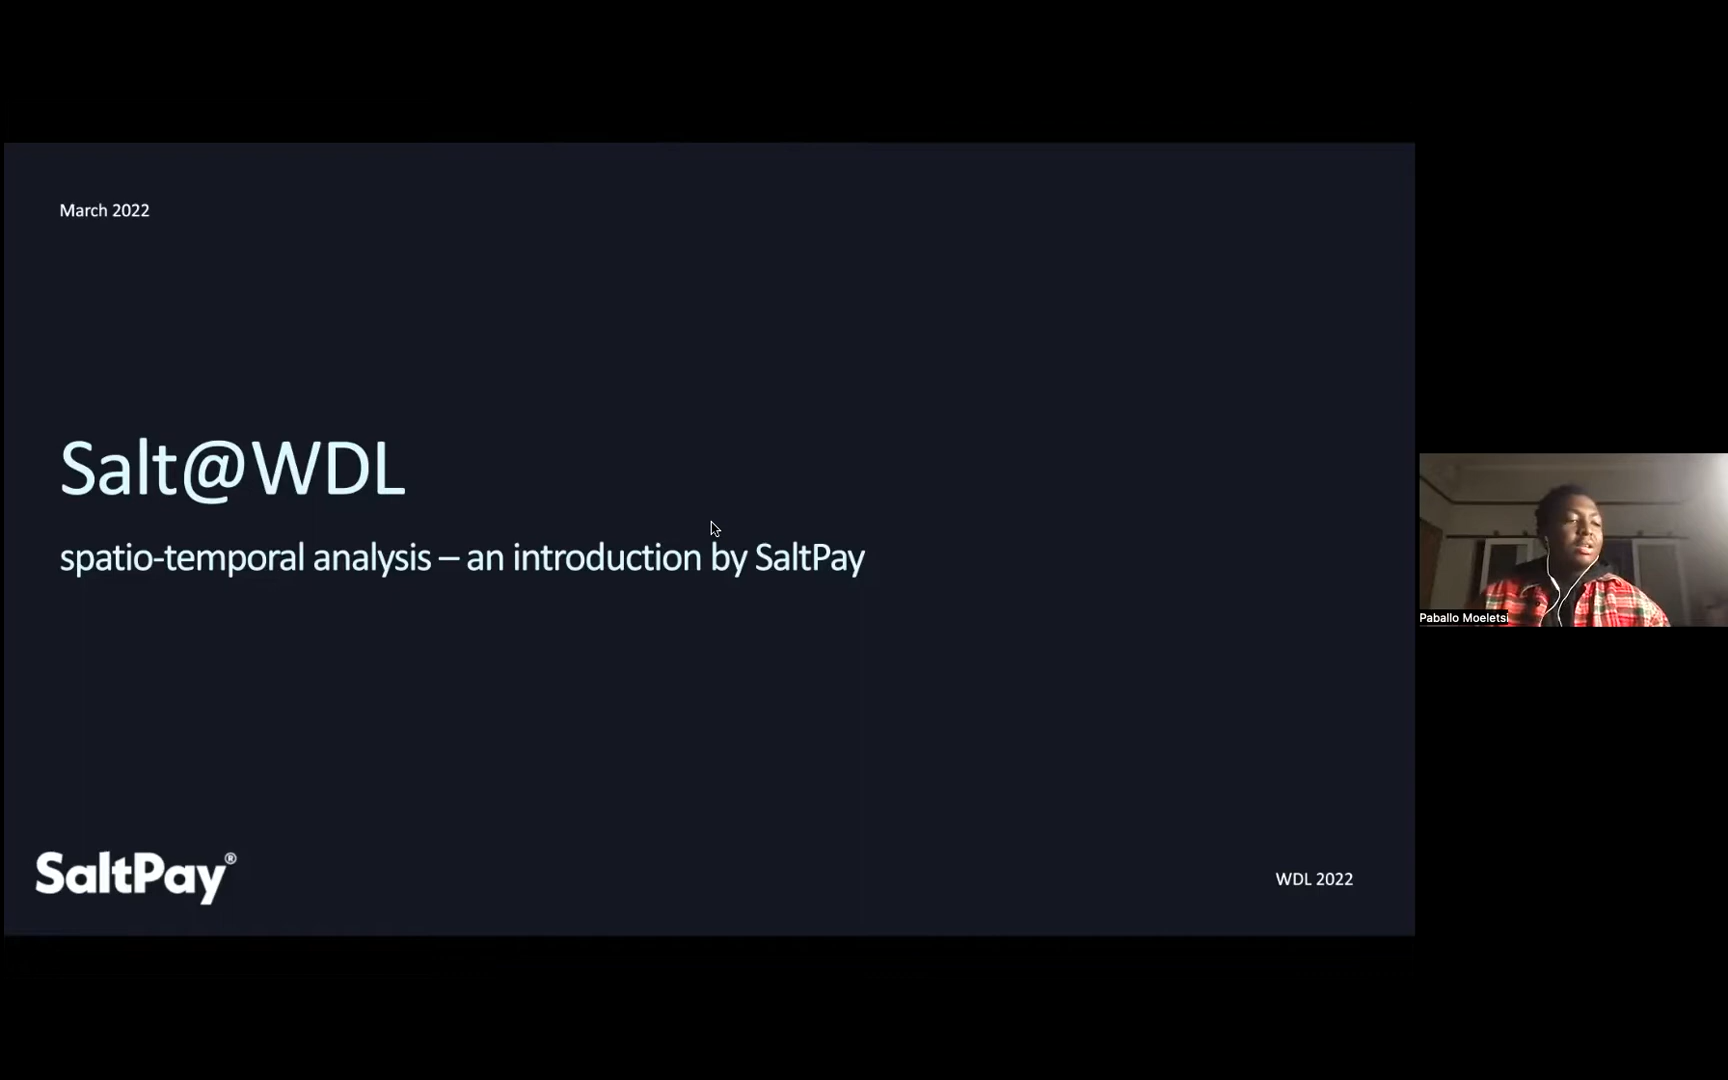 March 2022
Salt@WDL
spatio-temporal analysis – an introduction by SaltPay
SaltPay®
WDL 2022
Paballo Moeletsi